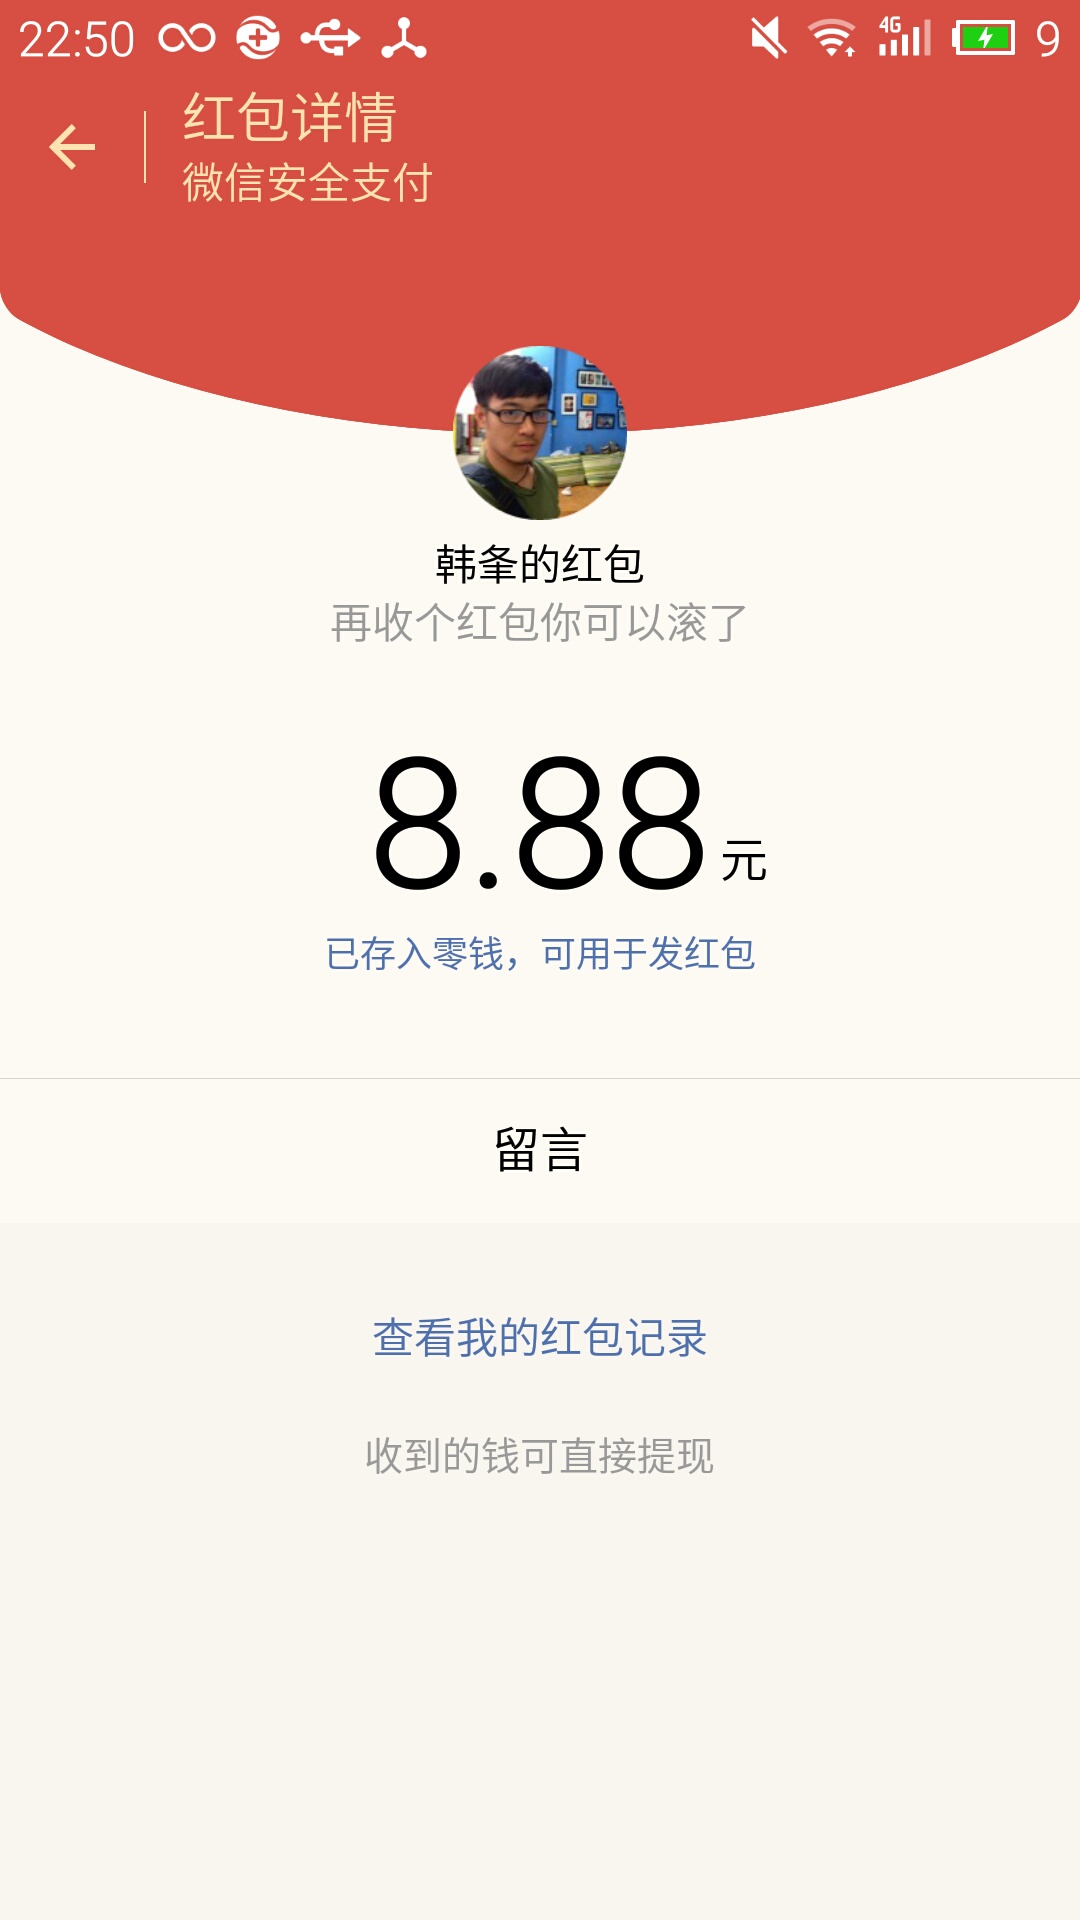 22:50
4G
9
红包详情
微信安全支付
韩夆的红包
再收个红包你可以滚了
8.88元
已存入零钱，可用于发红包
留言
查看我的红包记录
收到的钱可直接提现